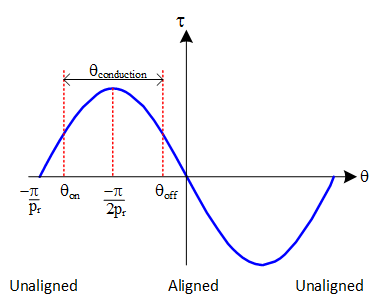 τ
θconduction
θ
−π/pr θon −π/2pr θoff
Unaligned Aligned Unaligned